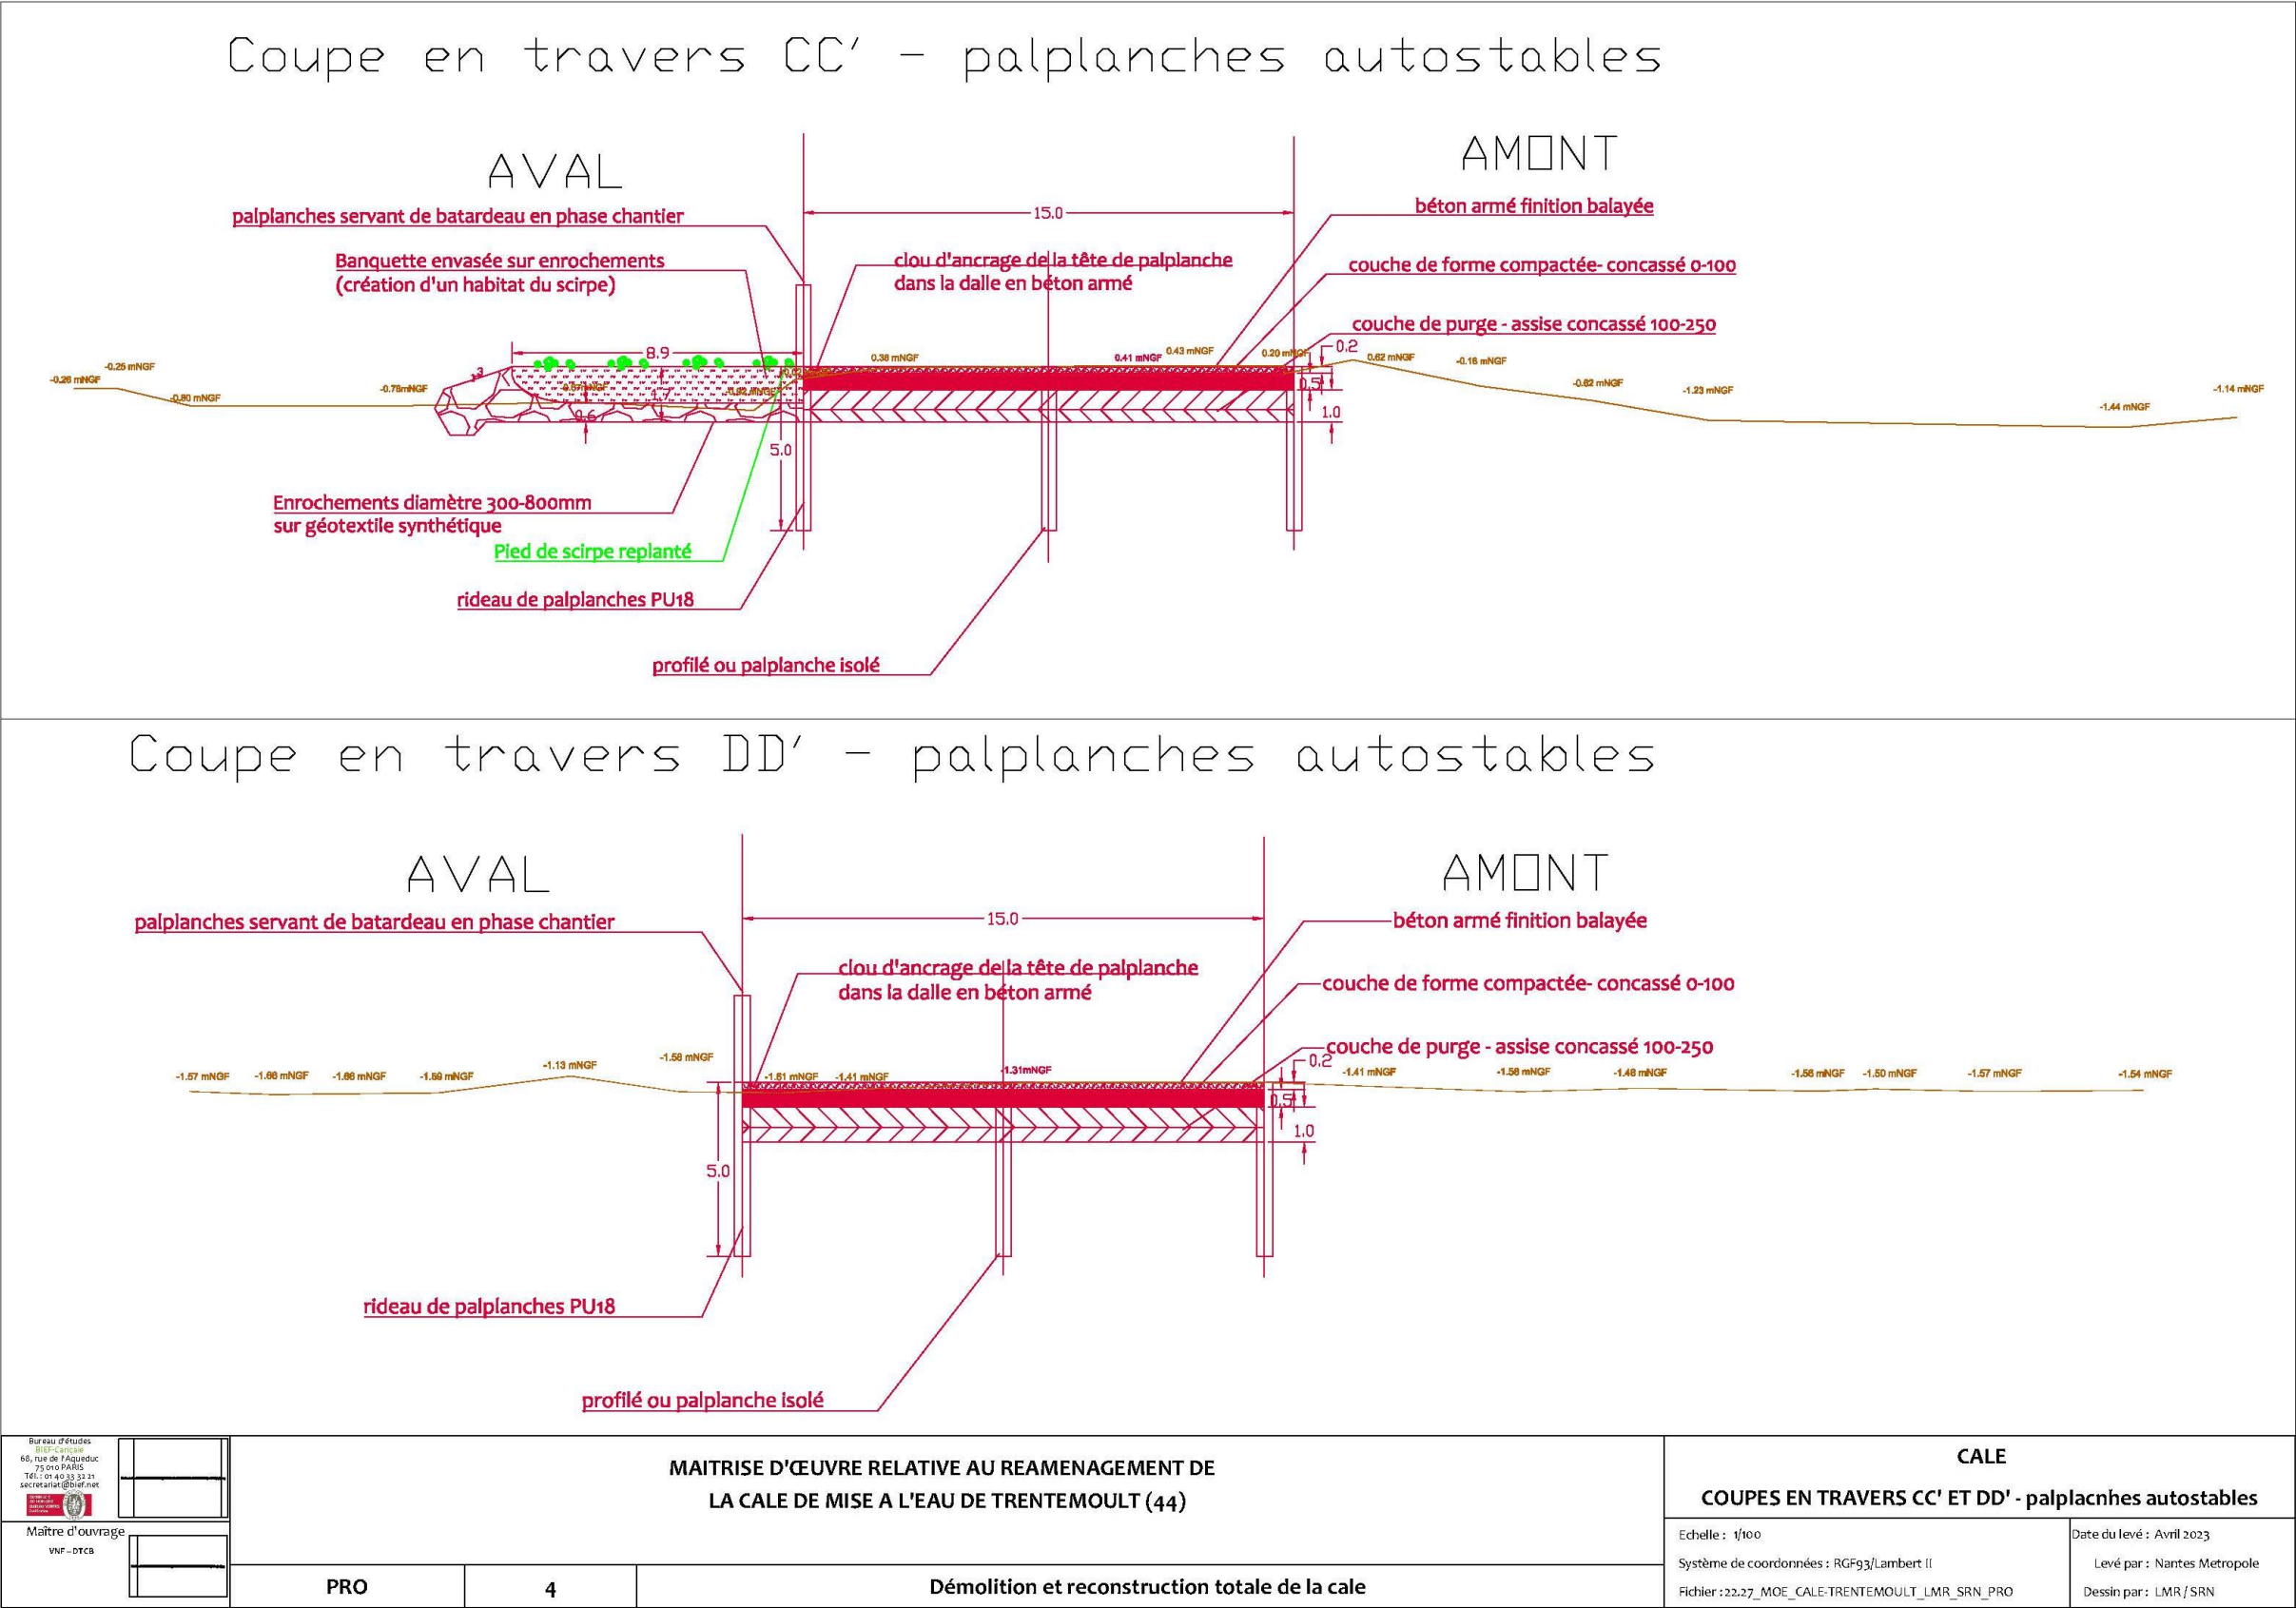 Coupe en travers CC' - palplanches autostables
AVAL
AMONT
palplanches servant de batardeau en phase chantier
15.0
béton armé finition balayée
Banquette envasée sur enrochements
(création d'un habitat du scirpe)
clou d'ancrage de la tête de palplanche
dans la dalle en béton armé
couche de forme compactée- concassé 0-100
couche de purge - assise concassé 100-250
8.9
0.2
-0.26 mNGF
-0.25 mNGF
-0.80 mNGF
-0.78mNGF
3
0.38 mNGF
0.41 mNGF
0.43 mNGF
0.20 mNGF
0.62 mNGF
-0.16 mNGF
-0.62 mNGF
-1.23 mNGF
-1.44 mNGF
-1.14 mNGF
0.5
0.6
1.0
5.0
Enrochements diamètre 300-800mm
sur géotextile synthétique
Pied de scirpe replanté
rideau de palplanches PU18
profilé ou palplanche isolé
Coupe en travers DD' - palplanches autostables
AVAL
AMONT
palplanches servant de batardeau en phase chantier
15.0
béton armé finition balayée
clou d'ancrage de la tête de palplanche
dans la dalle en béton armé
couche de forme compactée- concassé 0-100
couche de purge - assise concassé 100-250
0.2
-1.57 mNGF
-1.66 mNGF
-1.66 mNGF
-1.59 mNGF
-1.13 mNGF
-1.58 mNGF
-1.61 mNGF
-1.41 mNGF
-1.31mNGF
-1.41 mNGF
-1.58 mNGF
-1.48 mNGF
-1.56 mNGF
-1.50 mNGF
-1.57 mNGF
-1.54 mNGF
0.5
1.0
5.0
rideau de palplanches PU18
profilé ou palplanche isolé
Bureau d'études
BIEF-Cariçaie
68, rue de l'Aqueduc
75 010 PARIS
Tél. : 01 40 33 32 21
secretariat@bief.net
Maître d'ouvrage
VNF - DTCB
MAITRISE D'ŒUVRE RELATIVE AU REAMENAGEMENT DE
LA CALE DE MISE A L'EAU DE TRENTEMOULT (44)
PRO
4
Démolition et reconstruction totale de la cale
CALE
COUPES EN TRAVERS CC' ET DD' - palplacnhes autostables
Echelle : 1/100
Système de coordonnées : RGF93/Lambert II
Fichier : 22.27_MOE_CALE-TRENTEMOULT_LMR_SRN_PRO
Date du levé : Avril 2023
Levé par : Nantes Metropole
Dessin par : LMR / SRN